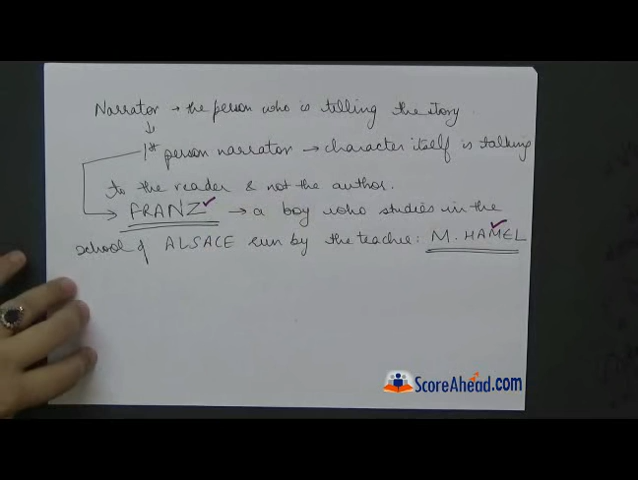 Narrator → the person who is telling the story
↓
1st person narrator → character itself is talking
to the reader & not the author.
→ FRANZ ✓ → a boy who studies in the
school of ALSACE run by the teacher: M. HAMEL ✓
ScoreAhead.com